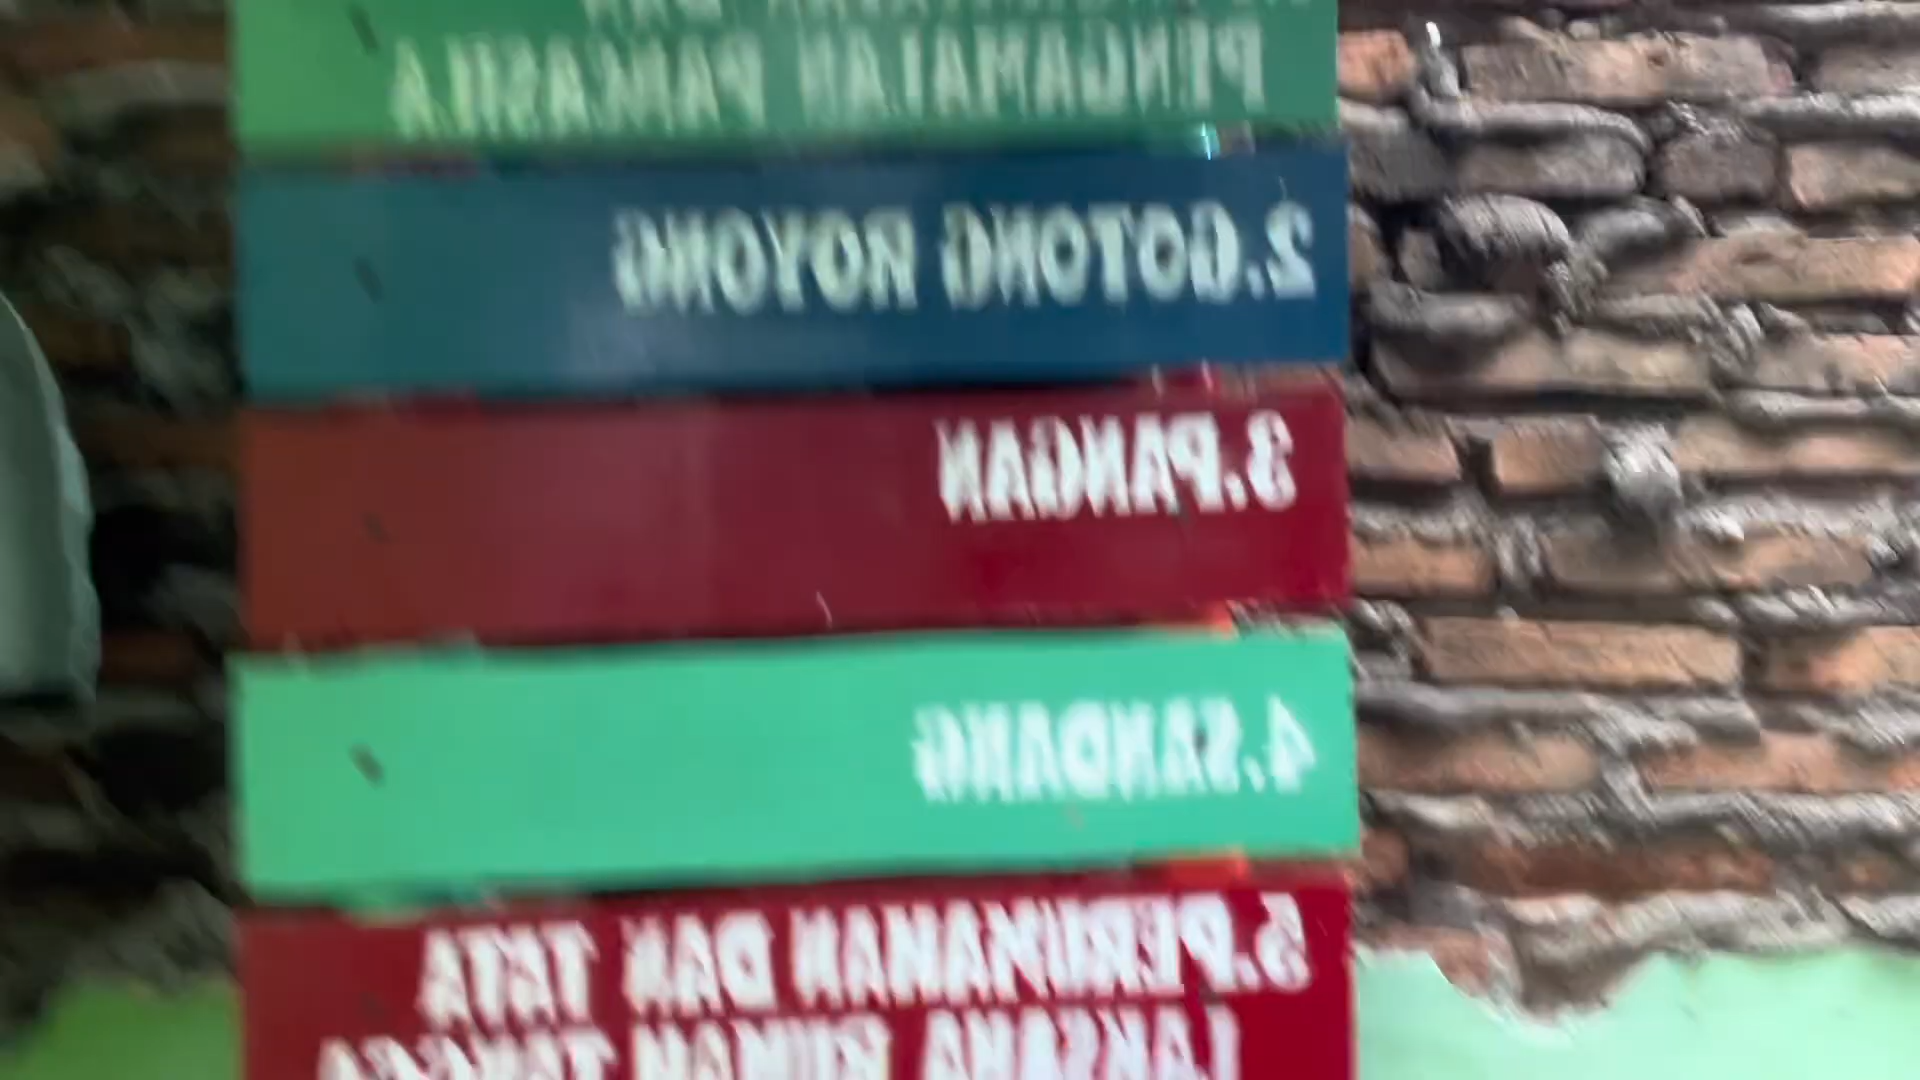 PENGAMALAN PANCASILA
2.GOTONG ROYONG
3.PANGAN
4.SANDANG
5.PERUMAHAN DAN TATA
LAKSANA RUMAH TANGGA